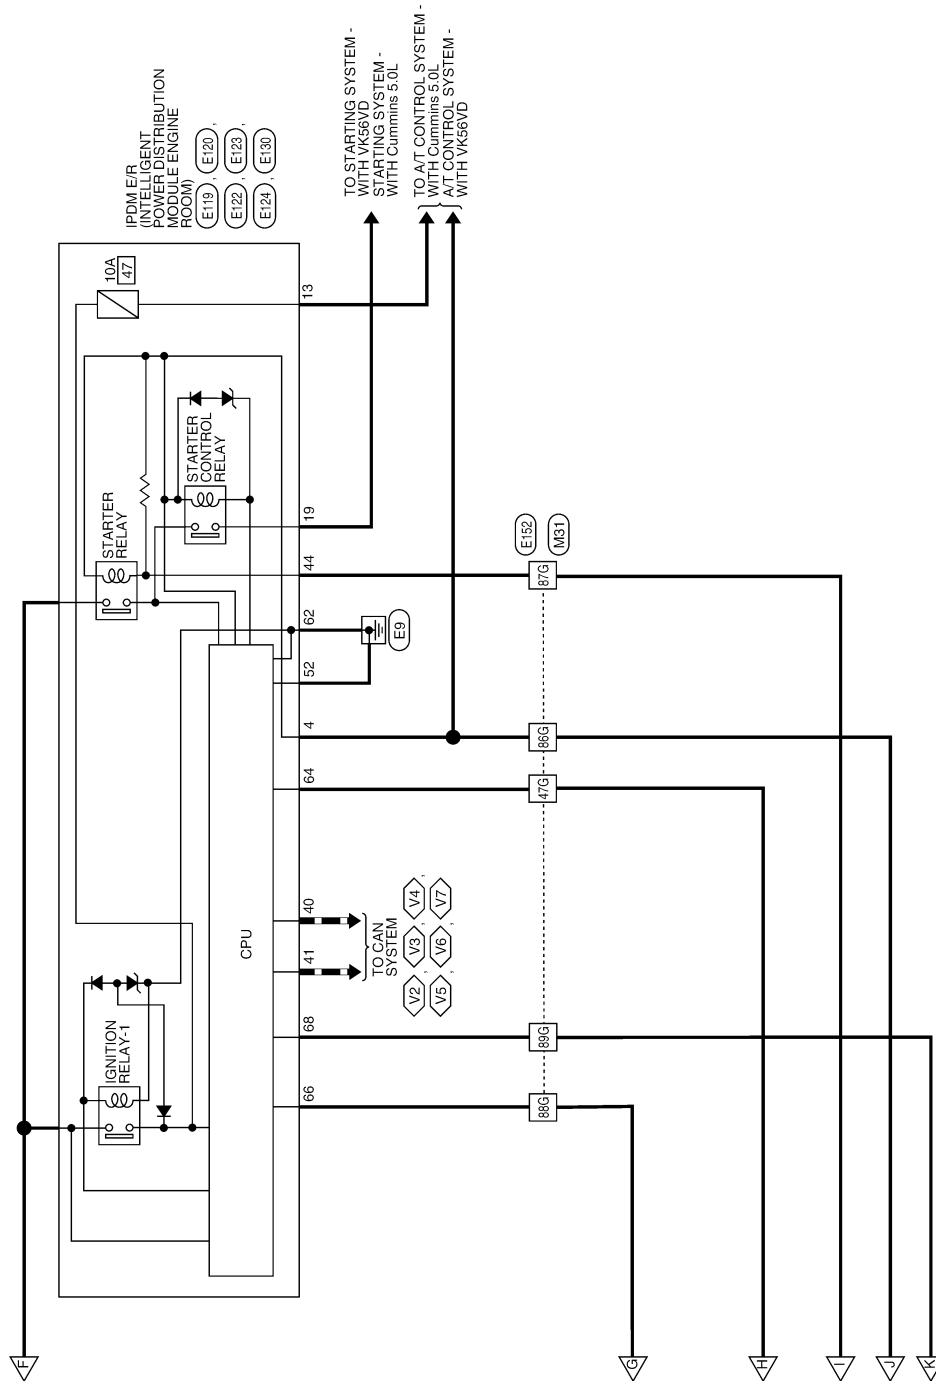 IPDM E/R
(INTELLIGENT
POWER DISTRIBUTION
MODULE ENGINE
ROOM)
E119 , E120 ,
E122 , E123 ,
E124 , E130
10A
47
STARTER
RELAY
STARTER
CONTROL
RELAY
IGNITION
RELAY-1
CPU
66
68
41
40
64
4
52
62
44
19
13
TO STARTING SYSTEM -
WITH VK56VD
STARTING SYSTEM -
WITH Cummins 5.0L
TO A/T CONTROL SYSTEM -
WITH Cummins 5.0L
A/T CONTROL SYSTEM -
WITH VK56VD
TO CAN
SYSTEM
V2 , V3 , V4 ,
V5 , V6 , V7
E9
E152
M31
88G
89G
47G
86G
87G
F
G
H
I
J
K